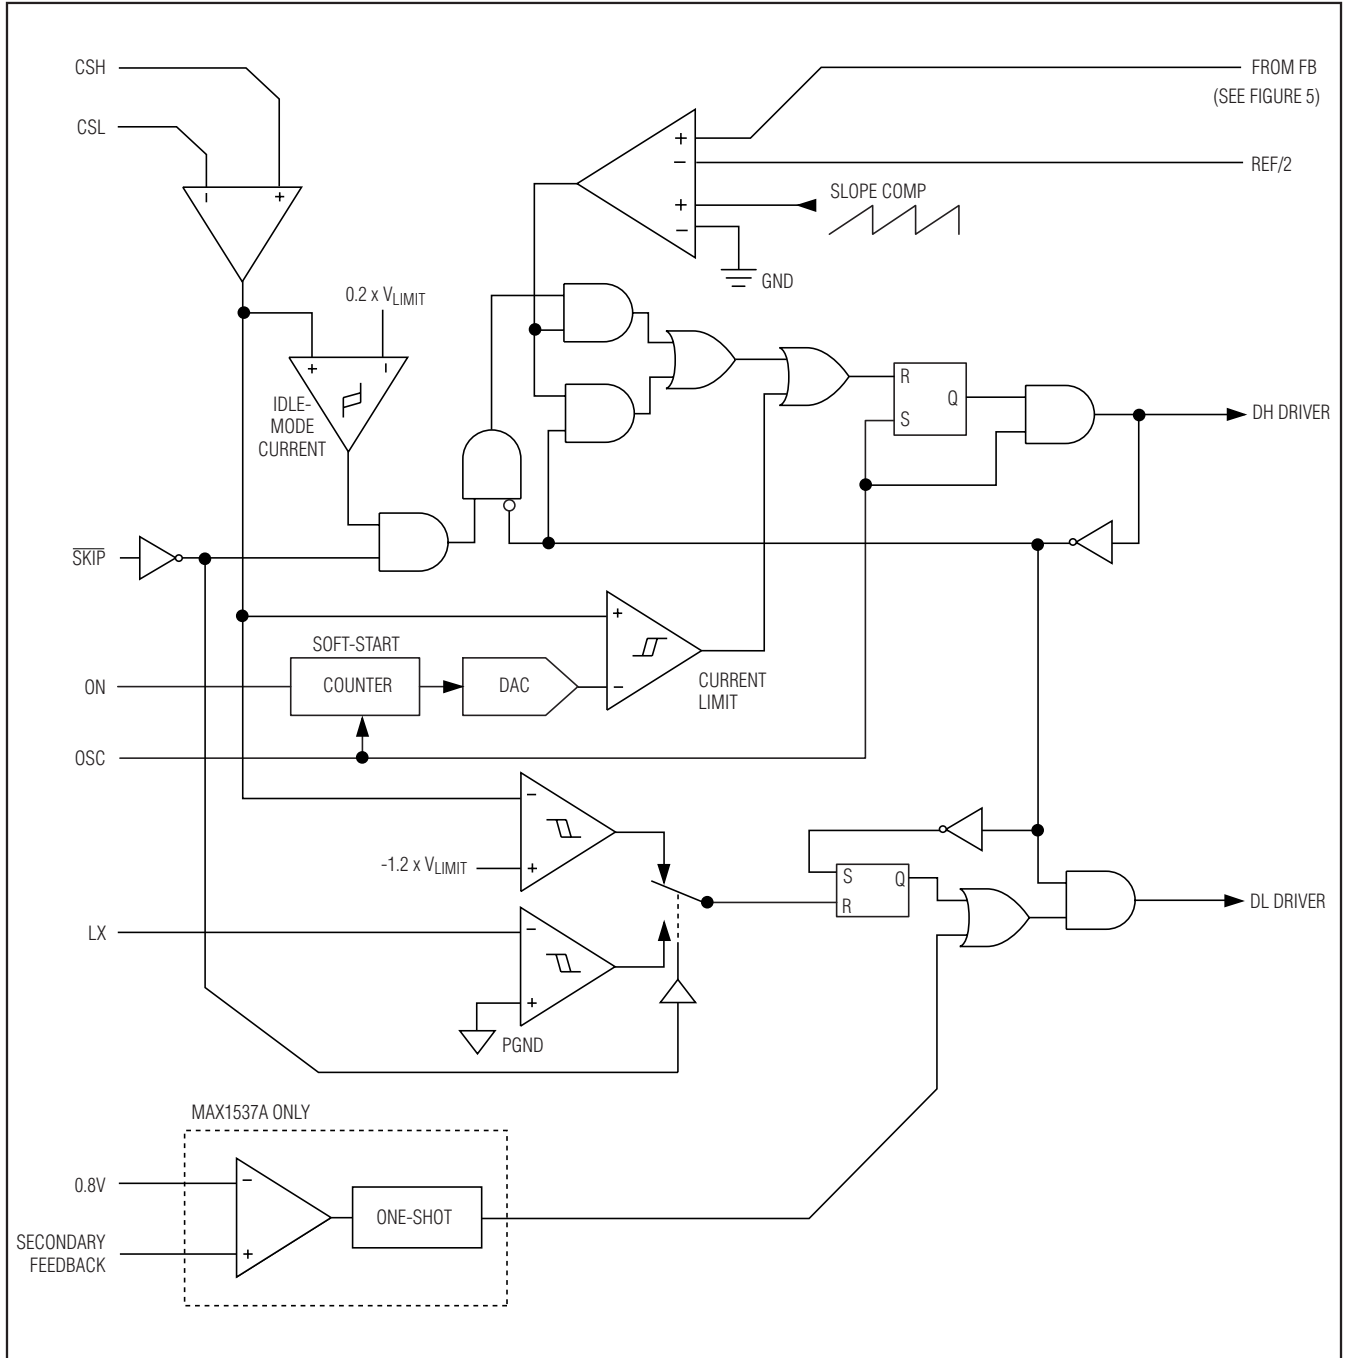 CSH
FROM FB
(SEE FIGURE 5)
CSL
+
−
REF/2
− +
+
SLOPE COMP
−
GND
0.2 x VLIMIT
+ −
IDLE-
MODE
CURRENT
R
Q
S
DH DRIVER
SKIP
+
SOFT-START
COUNTER
DAC
−
CURRENT
LIMIT
ON
OSC
−
-1.2 x VLIMIT
+
S
Q
R
DL DRIVER
LX
−
+
PGND
MAX1537A ONLY
0.8V
−
ONE-SHOT
SECONDARY
FEEDBACK
+